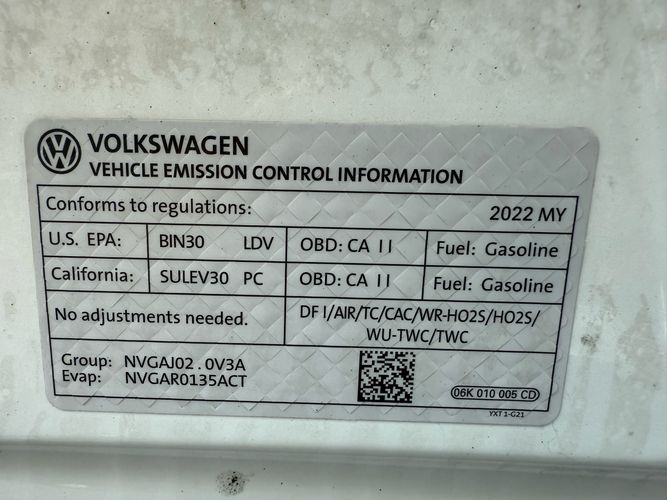 VOLKSWAGEN
VEHICLE EMISSION CONTROL INFORMATION
Conforms to regulations: 2022 MY
U.S. EPA: BIN30 LDV OBD: CA II Fuel: Gasoline
California: SULEV30 PC OBD: CA II Fuel: Gasoline
No adjustments needed. DF I/AIR/TC/CAC/WR-HO2S/HO2S/
WU-TWC/TWC
Group: NVGAJ02.0V3A
Evap: NVGAR0135ACT
06K 010 005 CD
YXT 1-G21